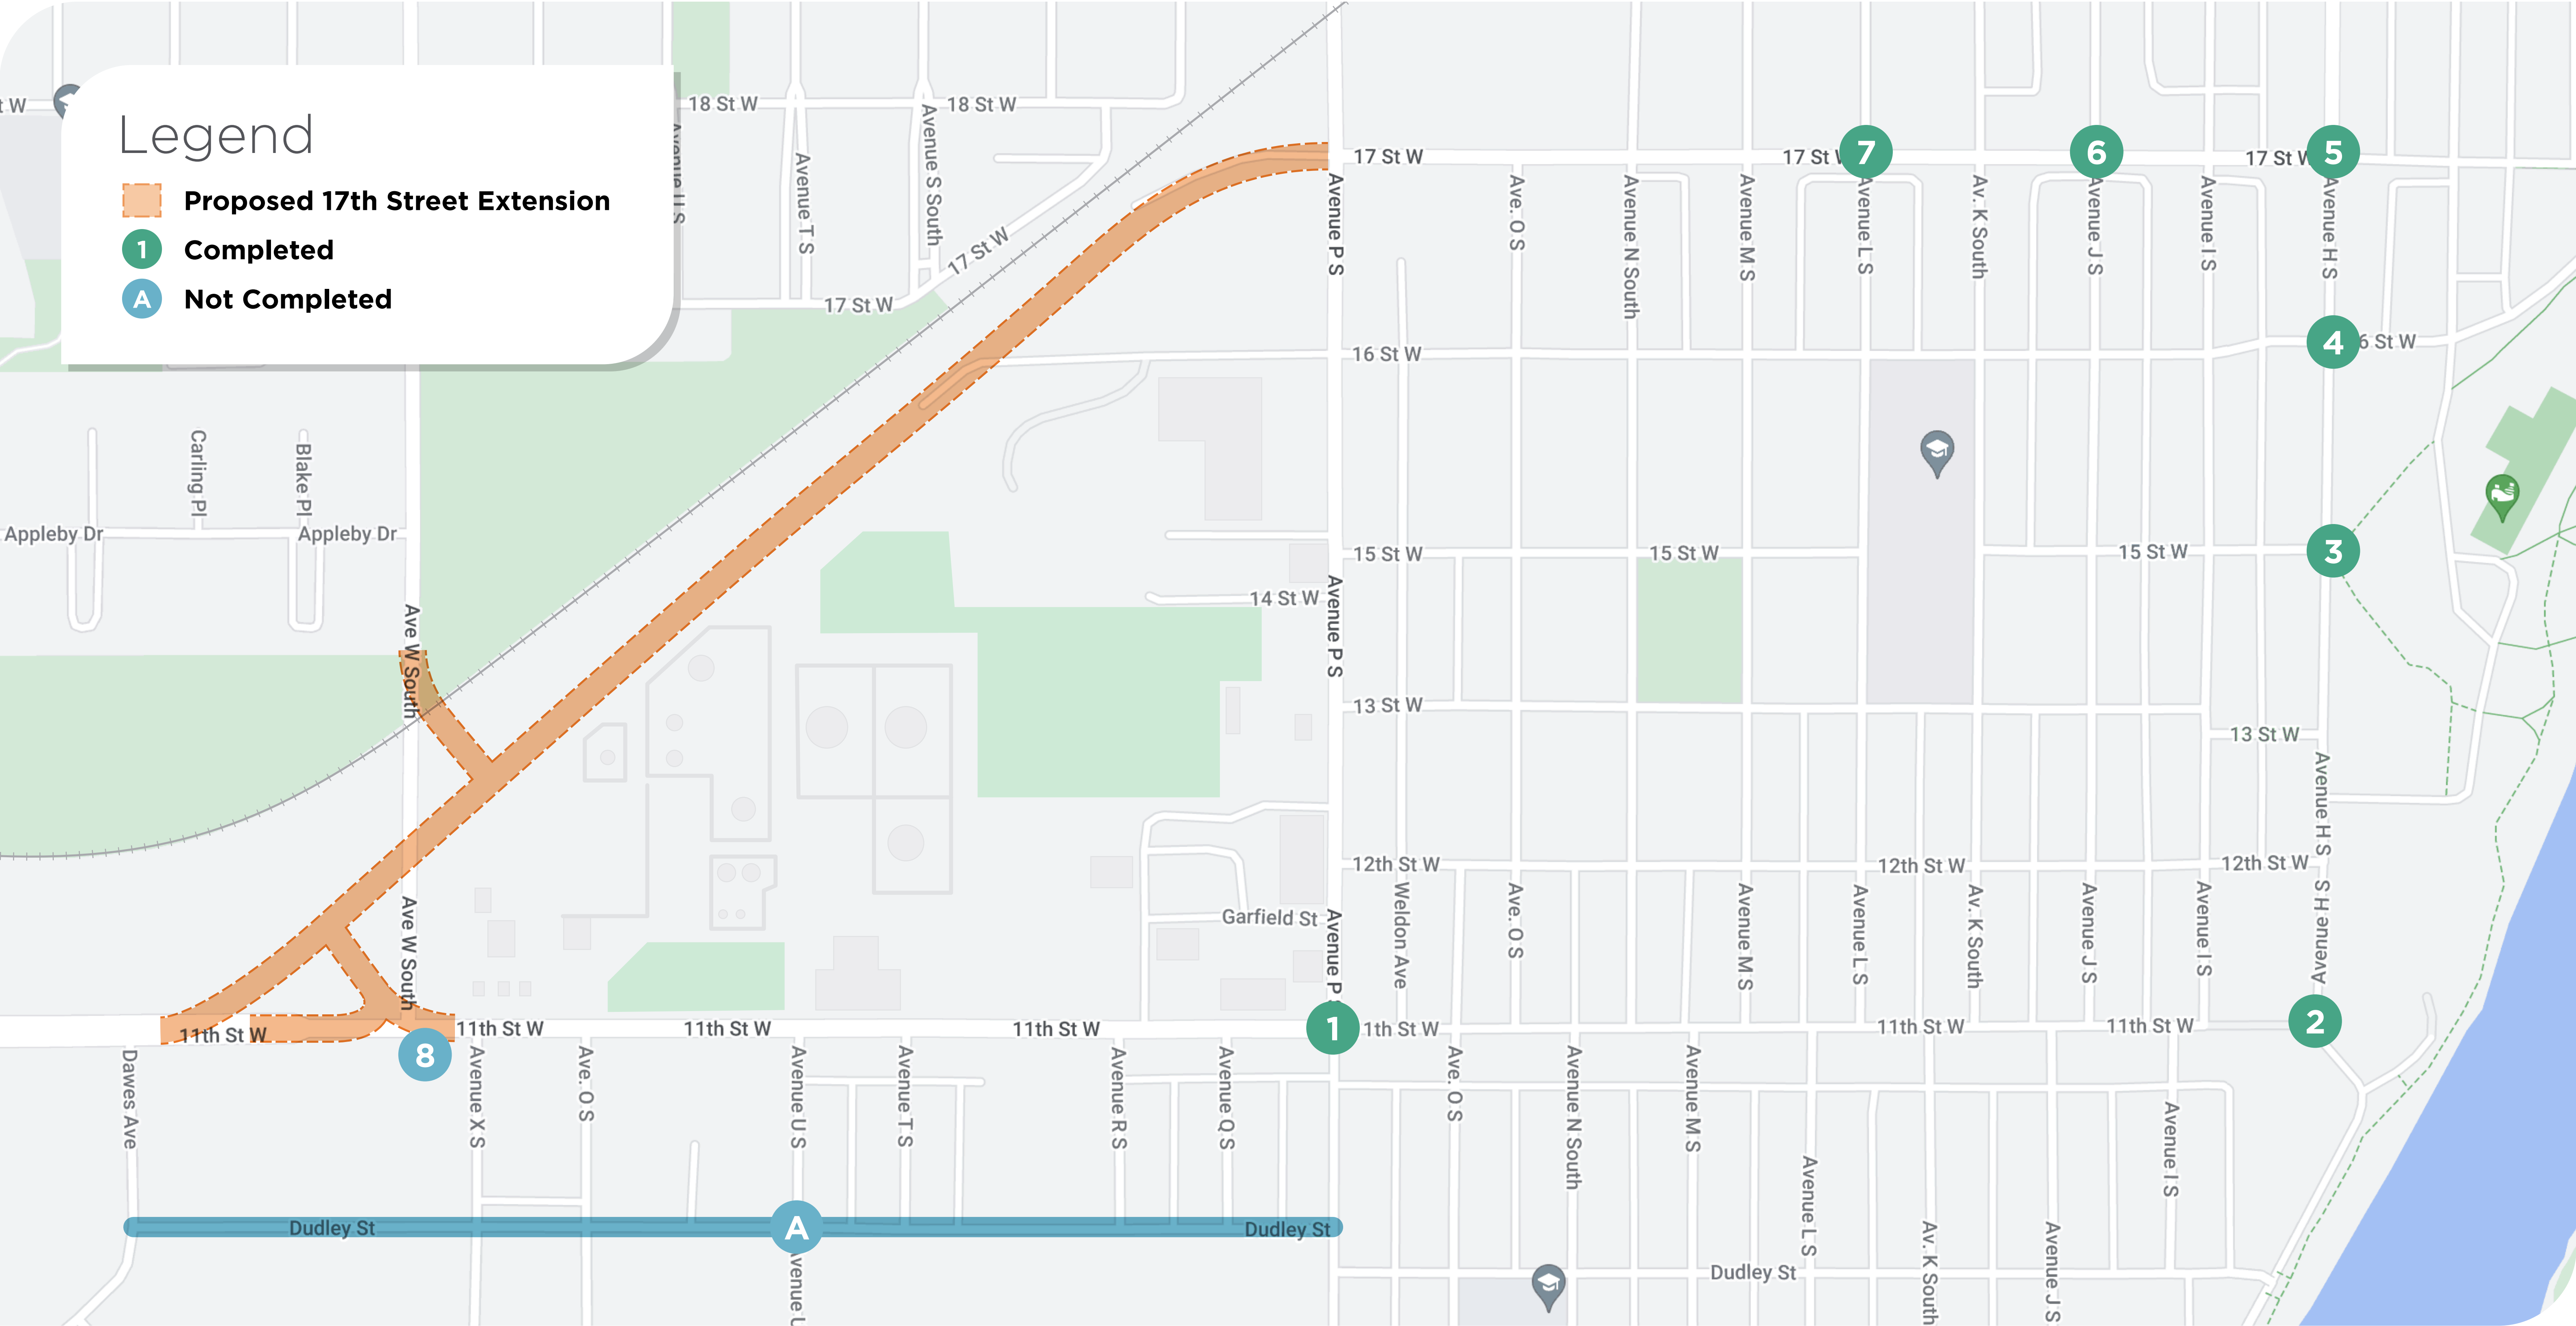 Legend
Proposed 17th Street Extension
1 Completed
A Not Completed
t W
18 St W
18 St W
Avenue T S
Avenue S South
17 St W
17 St W
17 St W
17 St W
7
6
17 St W
5
Avenue P S
Ave. O S
Avenue N South
Avenue M S
Avenue L S
Av. K South
Avenue J S
Avenue I S
Avenue H S
16 St W
4
6 St W
Carling Pl
Blake Pl
Appleby Dr
Appleby Dr
15 St W
15 St W
15 St W
3
Ave W South
14 St W
Avenue P S
13 St W
13 St W
Avenue H S
12th St W
12th St W
12th St W
Ave W South
Garfield St
Avenue P S
Weldon Ave
Ave. O S
Avenue M S
Avenue L S
Av. K South
Avenue J S
Avenue I S
Avenue H S
11th St W
8
11th St W
11th St W
11th St W
1
1th St W
11th St W
11th St W
2
Dawes Ave
Avenue X S
Ave. O S
Avenue U S
Avenue T S
Avenue R S
Avenue Q S
Ave. O S
Avenue N South
Avenue M S
Avenue L S
Avenue I S
Dudley St
A
Dudley St
Avenue U
Av. K South
Avenue J S
Dudley St